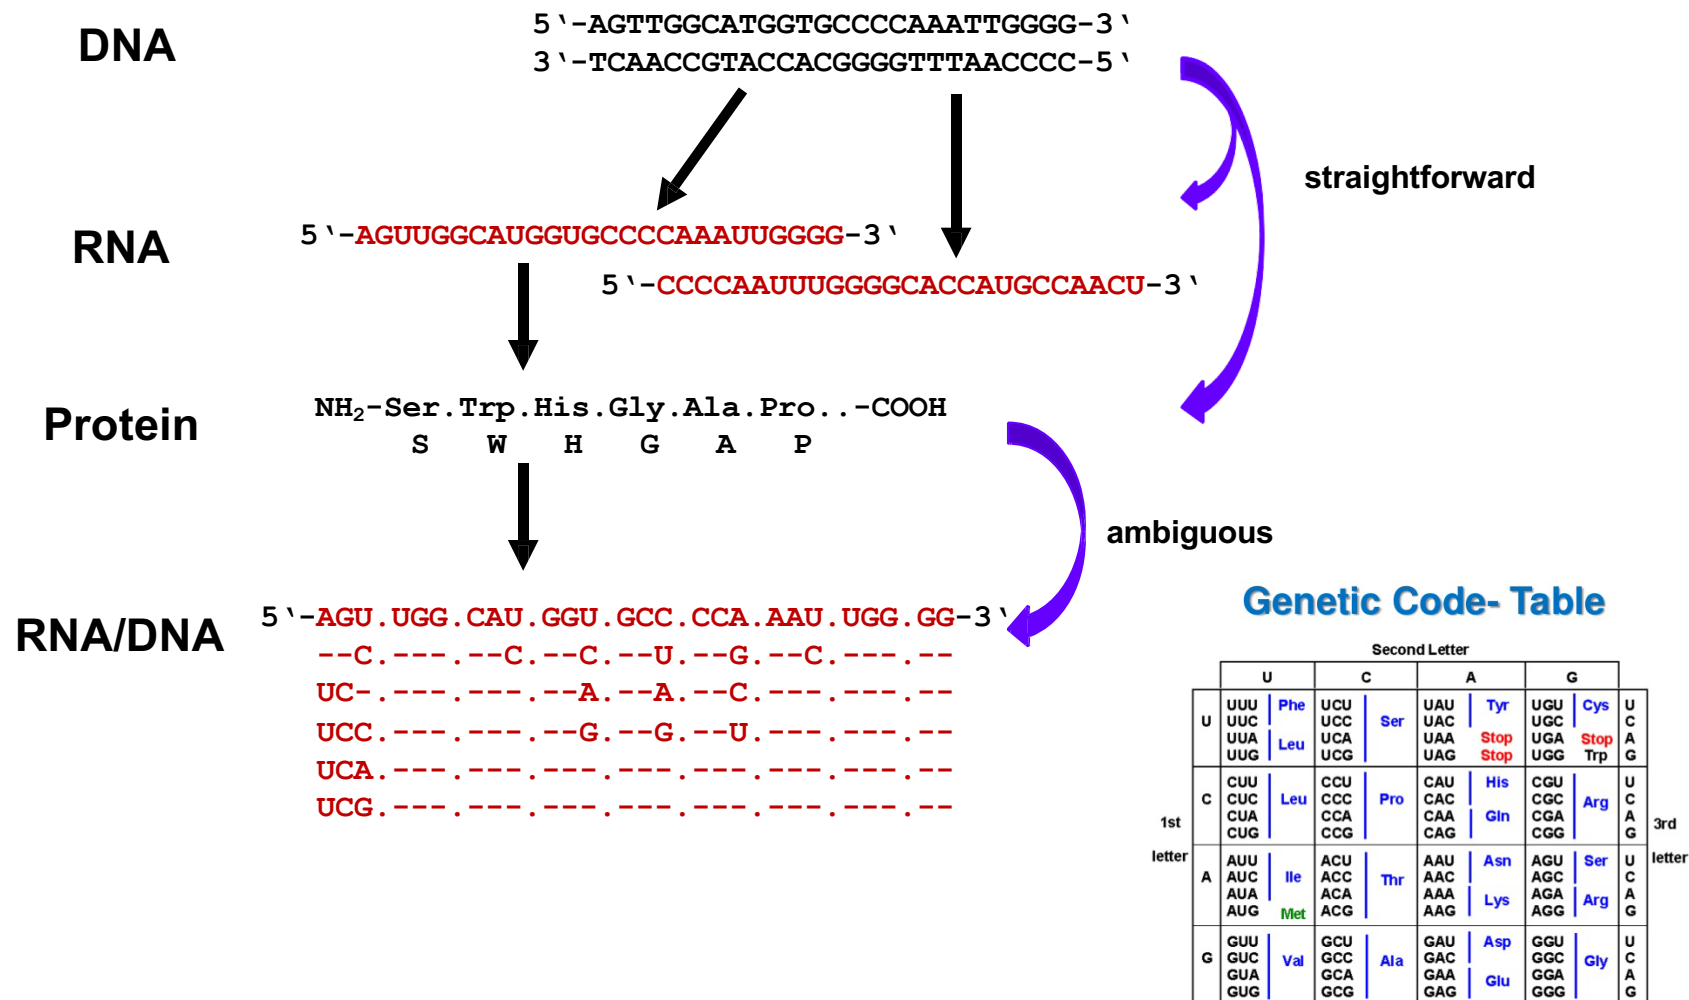 DNA
5‵-AGTTGGCATGGTGCCCCAAATTGGGG-3‵
3‵-TCAACCGTACCACGGGGTTTAACCCC-5‵
straightforward
RNA
5‵-AGUUGGCAUGGUGCCCCAAAUUGGGG-3‵
5‵-CCCCAAUUUGGGGCACCAUGCCAACU-3‵
Protein
NH₂-Ser.Trp.His.Gly.Ala.Pro..-COOH
S W H G A P
ambiguous
RNA/DNA
5‵-AGU.UGG.CAU.GGU.GCC.CCA.AAU.UGG.GG-3‵
--C.---.--C.--C.--U.--G.--C.---.--
UC-.---.---.--A.--A.--C.---.---.--
UCC.---.---.--G.--G.--U.---.---.--
UCA.---.---.---.---.---.---.---.--
UCG.---.---.---.---.---.---.---.--
Genetic Code- Table
Second Letter
U C A G
U UUU Phe UCU Ser UAU Tyr UGU Cys U
UUC UCC UAC UGC C
UUA Leu UCA UAA Stop UGA Stop A
UUG UCG UAG Stop UGG Trp G
C CUU Leu CCU Pro CAU His CGU Arg U
CUC CCC CAC CGC C
CUA CCA CAA Gln CGA A
CUG CCG CAG CGG G
1st letter
3rd letter
A AUU Ile ACU Thr AAU Asn AGU Ser U
AUC ACC AAC AGC C
AUA ACA AAA Lys AGA Arg A
AUG Met ACG AAG AGG G
G GUU Val GCU Ala GAU Asp GGU Gly U
GUC GCC GAC GGC C
GUA GCA GAA Glu GGA A
GUG GCG GAG GGG G